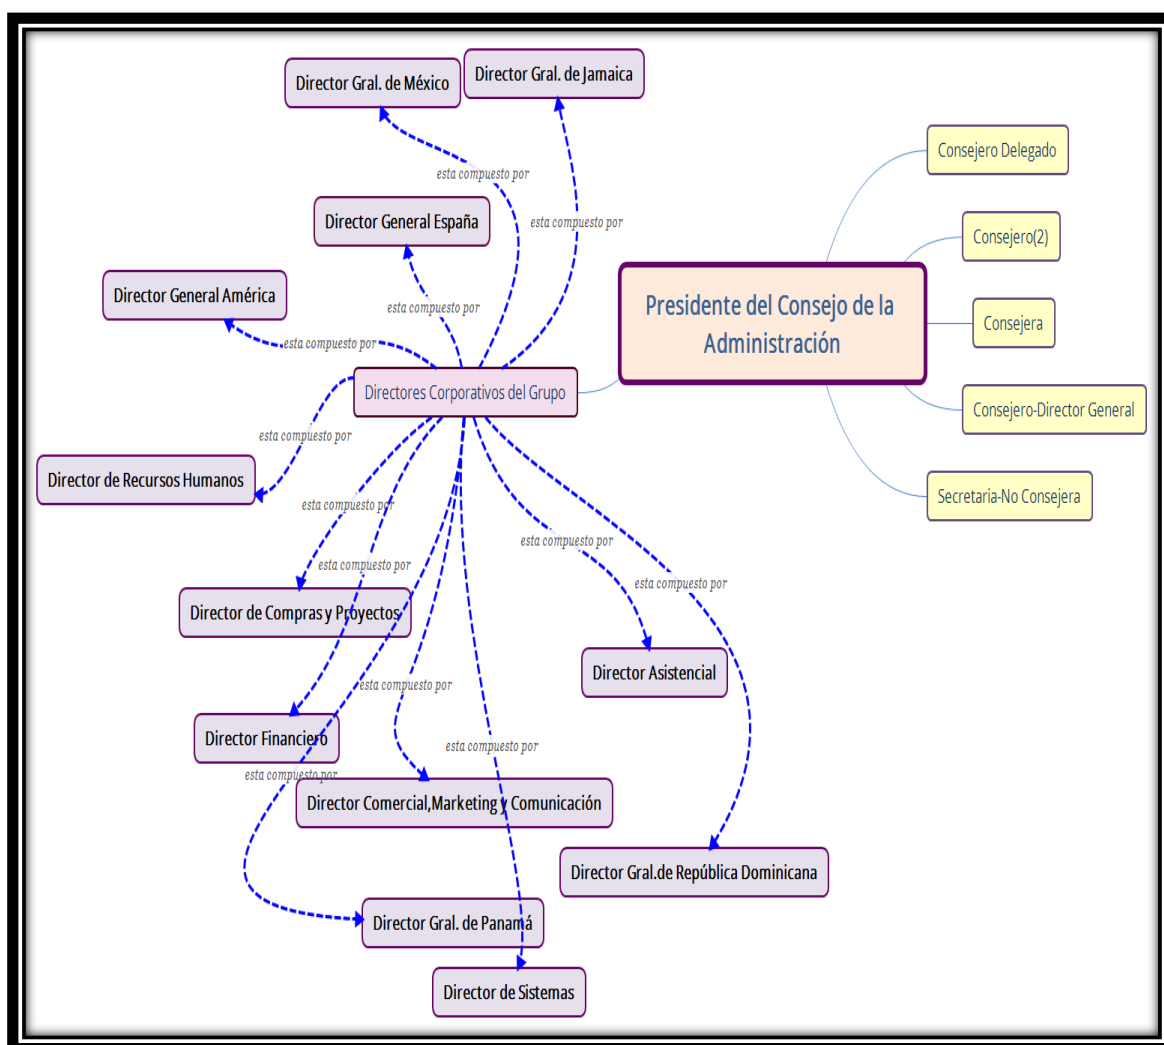 Director Gral. de México
Director Gral. de Jamaica
Consejero Delegado
esta compuesto por
Director General España
esta compuesto por
Consejero(2)
Director General América
esta compuesto por
Presidente del Consejo de la
Administración
Consejera
esta compuesto por
Directores Corporativos del Grupo
Consejero-Director General
esta compuesto por
Director de Recursos Humanos
Secretaria-No Consejera
esta compuesto por
esta compuesto por
esta compuesto por
esta compuesto por
Director de Compras y Proyectos
Director Asistencial
esta compuesto por
Director Financiero
esta compuesto por
esta compuesto por
Director Comercial,Marketing y Comunicación
Director Gral.de República Dominicana
Director Gral. de Panamá
Director de Sistemas